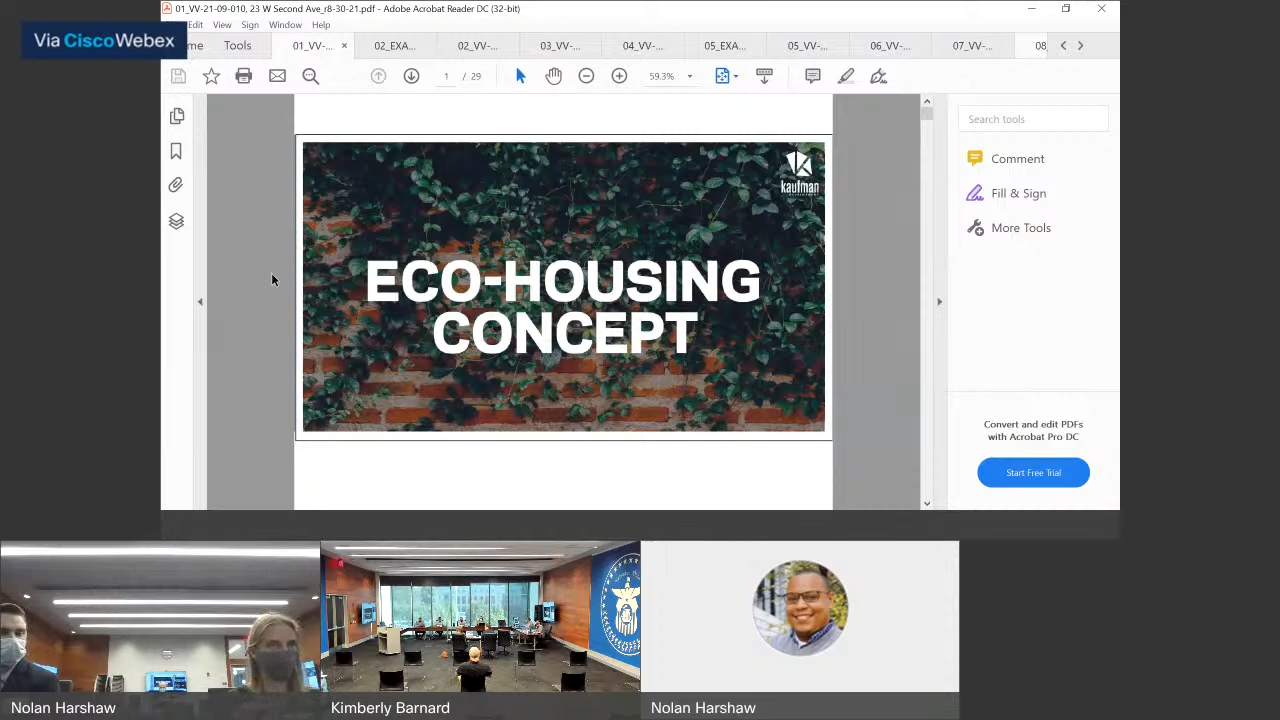 01_VV-21-09-010, 23 W Second Ave_r8-30-21.pdf - Adobe Acrobat Reader DC (32-bit)
Via CiscoWebex
Edit View Sign Window Help
me Tools 01_VV-... × 02_EXA... 02_VV-... 03_VV-... 04_VV-... 05_EXA... 05_VV-... 06_VV-... 07_VV-... 08
1 / 29 59.3%
Search tools
Comment
Fill & Sign
More Tools
kaufman
ECO-HOUSING
CONCEPT
Convert and edit PDFs
with Acrobat Pro DC
Start Free Trial
Nolan Harshaw
Kimberly Barnard
Nolan Harshaw